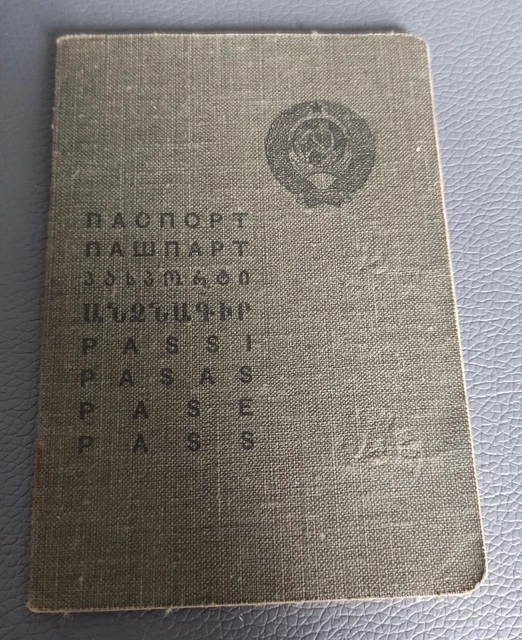 ПАСПОРТ
ПАШПАРТ
ᲞᲐᲡᲞᲝᲠᲢᲘ
ԱՆՁՆԱԳԻՐ
PASSI
PASAS
PASE
PASS